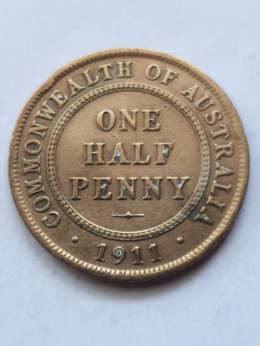 COMMONWEALTH OF AUSTRALIA
ONE
HALF
PENNY
· 1911 ·